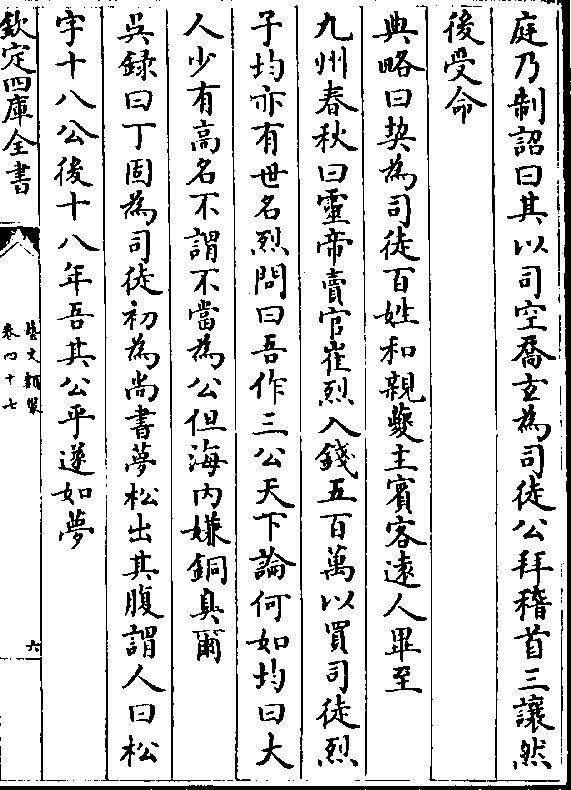 庭乃制詔曰其以司空喬𤣥為司徒公拜稽首三讓然
後受命
典略曰契為司徒百姓和親夔主賓客逺人畢至
九州春秋曰靈帝賣官崔烈入錢五百萬以買司徒烈
子均亦有世名烈問曰吾作三公天下論何如均曰大
人少有髙名不謂不當為公但海内嫌銅臭爾
吳録曰丁固為司徒初為尚書夢松出其腹謂人曰松
字十八公後十八年吾其公乎遂如夢
欽定四庫全書
藝文類聚
卷四十七
六